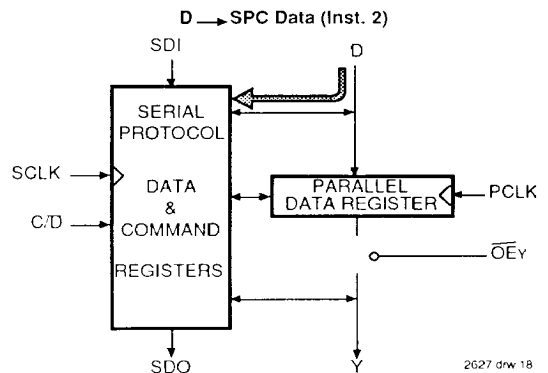 D → SPC Data (Inst. 2)
SDI
D
SERIAL
PROTOCOL
SCLK
DATA
&
COMMAND
REGISTERS
C/D̅
PARALLEL
DATA REGISTER
PCLK
O̅E̅Y
SDO
Y
2627 drw 18